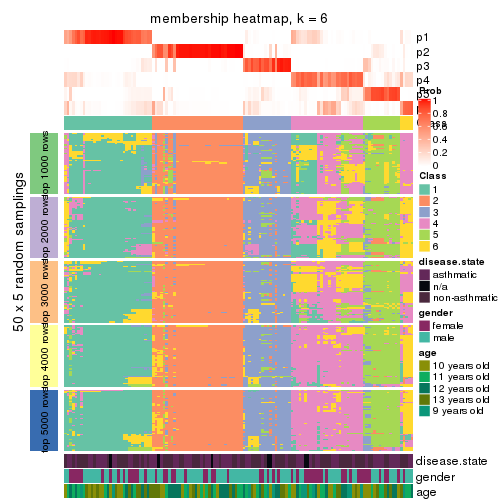 membership heatmap, k = 6
p1
p2
p3
p4
Prob
1
0.8
0.6
0.4
0.2
0
Class
1
2
3
4
5
6
disease.state
asthmatic
n/a
non-asthmatic
gender
female
male
age
10 years old
11 years old
12 years old
13 years old
9 years old
50 x 5 random samplings
top 1000 rows
top 2000 rows
top 3000 rows
top 4000 rows
top 5000 rows
disease.state
gender
age